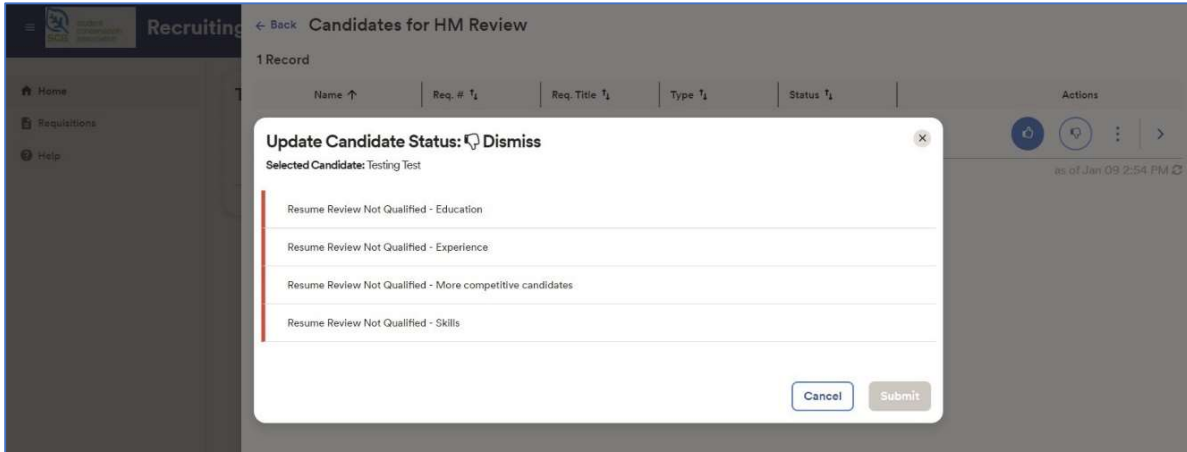 Recruiting
← Back Candidates for HM Review
1 Record
Name ↑ Req. # ↑↓ Req. Title ↑↓ Type ↑↓ Status ↑↓ Actions
Home
Requisitions
Help
Update Candidate Status: Dismiss
Selected Candidate: Testing Test
as of Jan 09 2:54 PM
Resume Review Not Qualified - Education
Resume Review Not Qualified - Experience
Resume Review Not Qualified - More competitive candidates
Resume Review Not Qualified - Skills
Cancel Submit